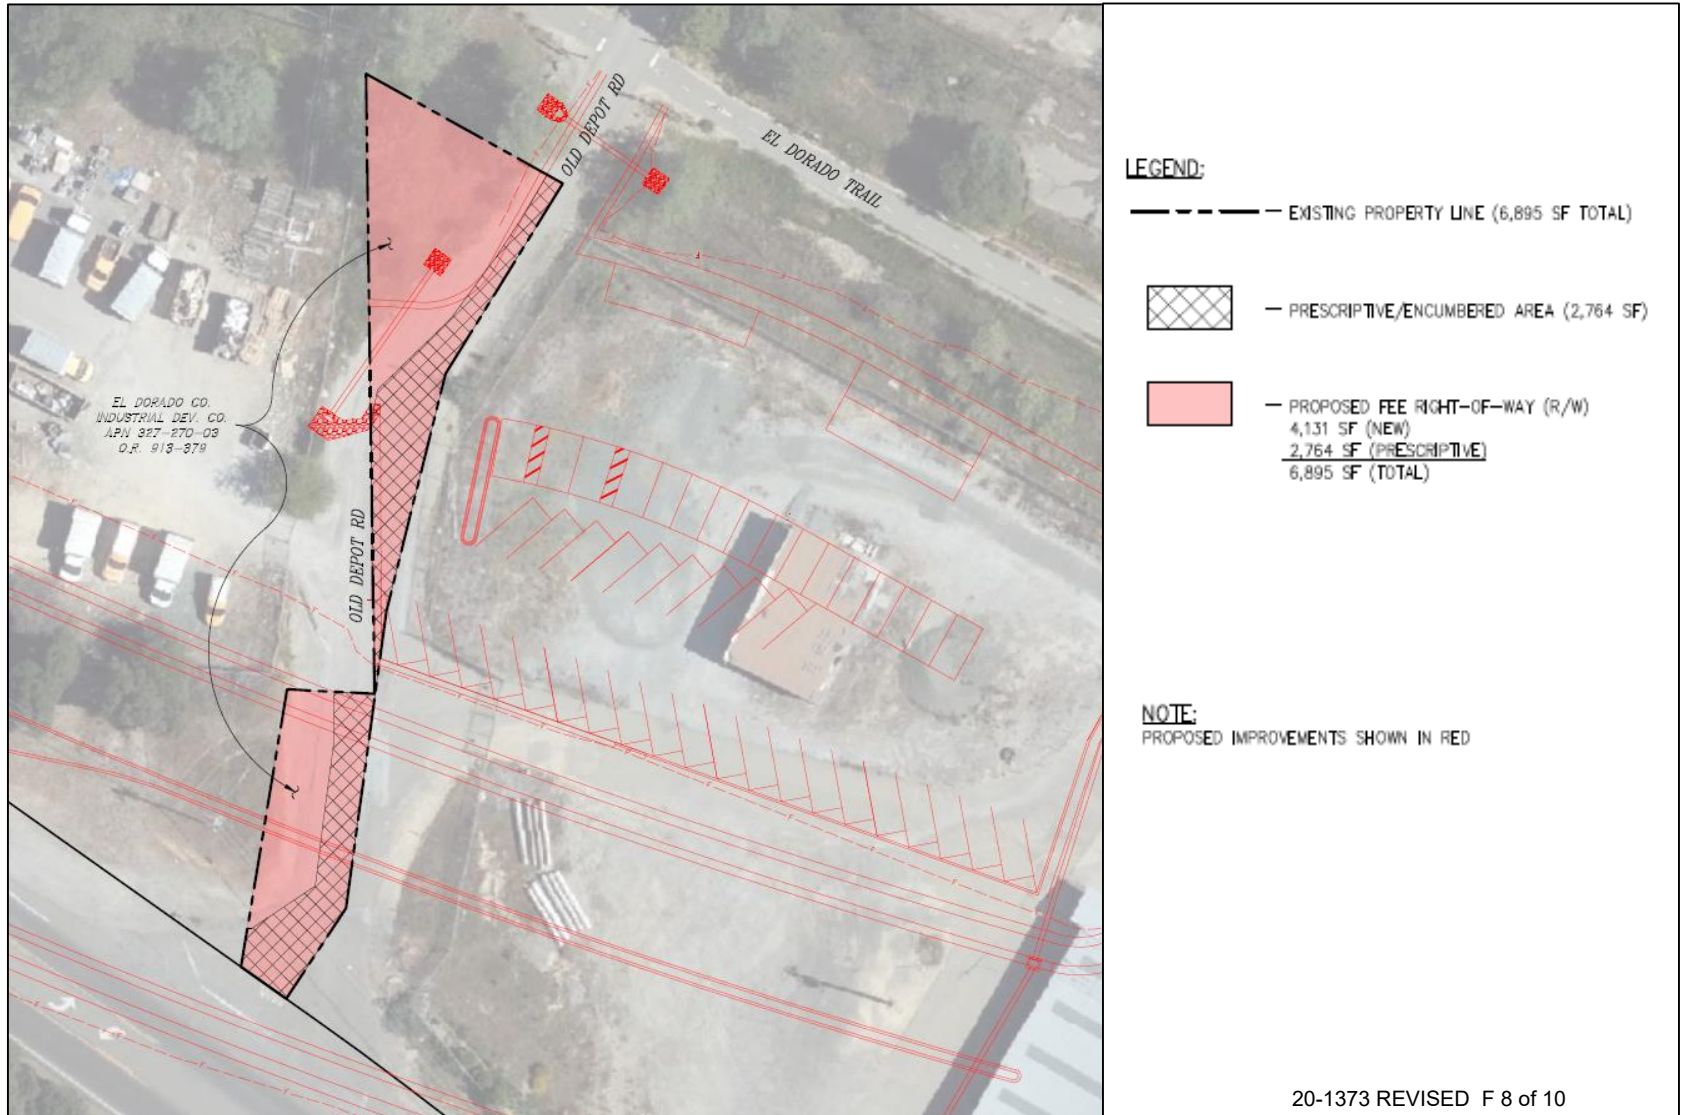 OLD DEPOT RD
EL DORADO TRAIL
EL DORADO CO.
INDUSTRIAL DEV. CO.
APN 327-270-03
O.R. 913-379
OLD DEPOT RD
LEGEND:
— EXISTING PROPERTY LINE (6,895 SF TOTAL)
— PRESCRIPTIVE/ENCUMBERED AREA (2,764 SF)
— PROPOSED FEE RIGHT-OF-WAY (R/W)
4,131 SF (NEW)
2,764 SF (PRESCRIPTIVE)
6,895 SF (TOTAL)
NOTE:
PROPOSED IMPROVEMENTS SHOWN IN RED
20-1373 REVISED F 8 of 10